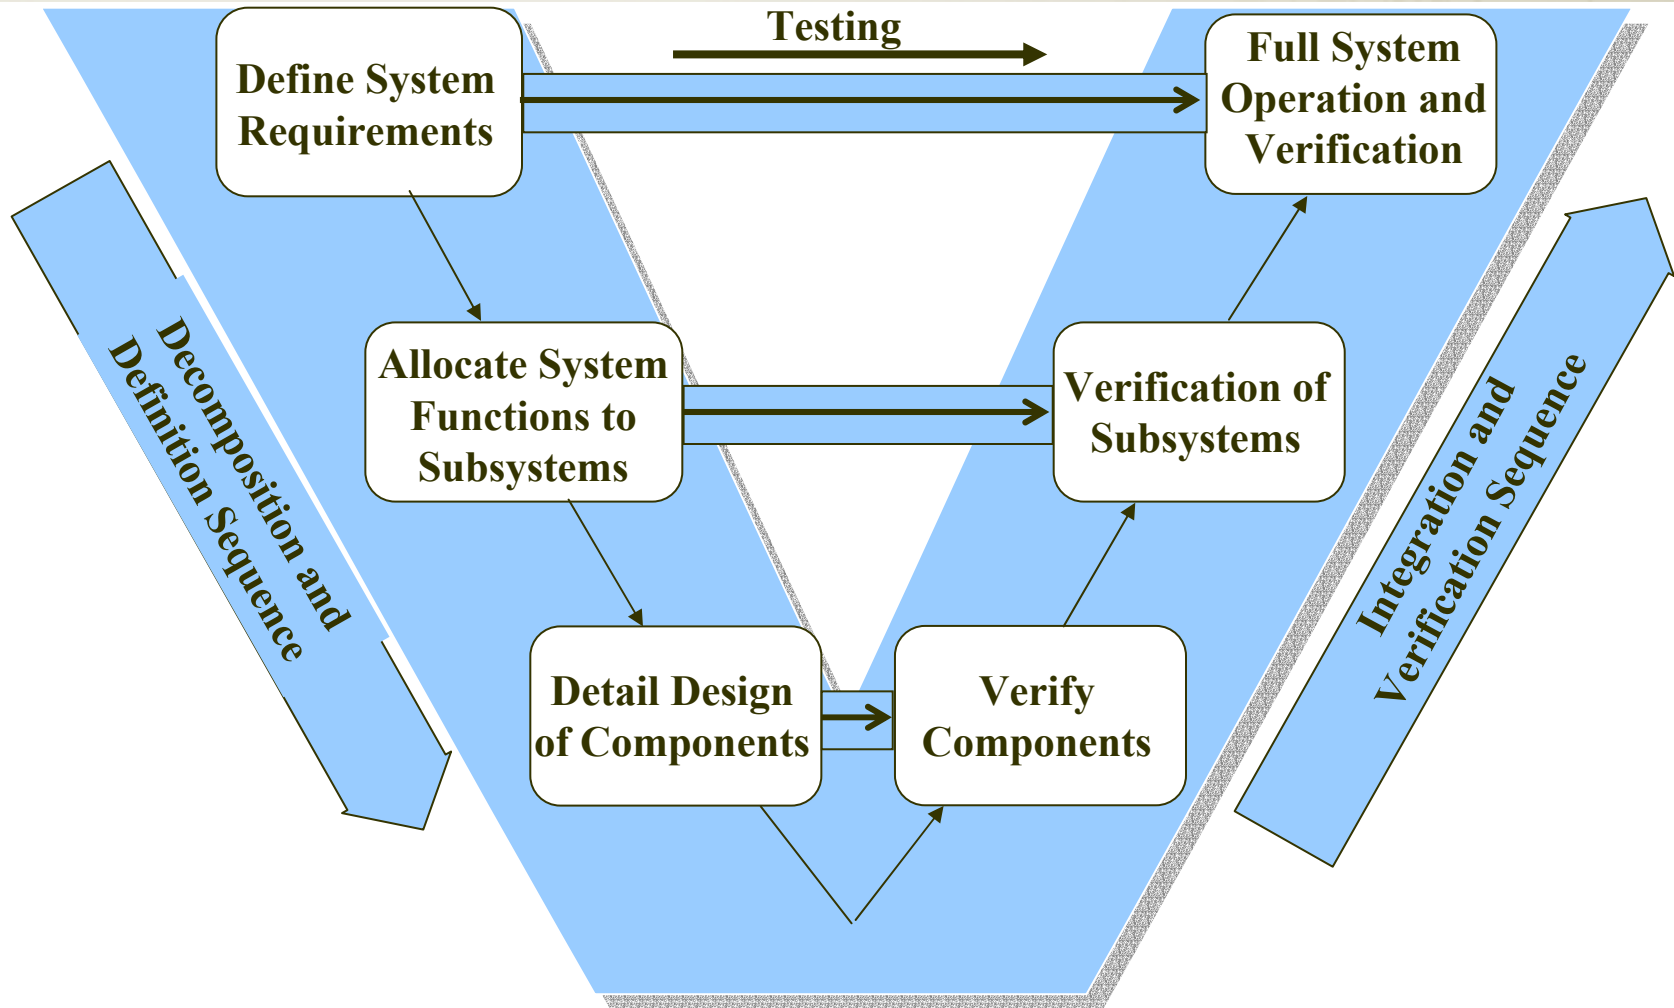 Testing
Define System
Requirements
Full System
Operation and
Verification
Allocate System
Functions to
Subsystems
Verification of
Subsystems
Decomposition and
Definition Sequence
Integration and
Verification Sequence
Detail Design
of Components
Verify
Components